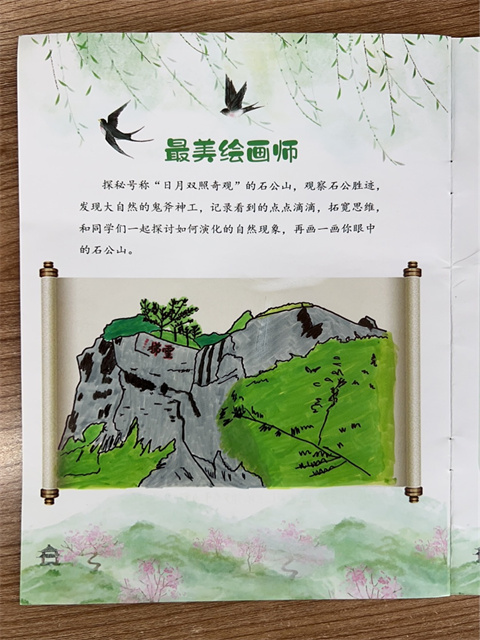 最美绘画师
探秘号称“日月双照奇观”的石公山，观察石公胜迹，
发现大自然的鬼斧神工，记录看到的点点滴滴，拓宽思维，
和同学们一起探讨如何演化的自然现象，再画一画你眼中
的石公山。